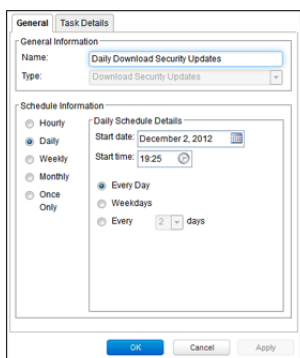 General Task Details
General Information
Name: Daily Download Security Updates
Type: Download Security Updates
Schedule Information
Hourly
Daily
Weekly
Monthly
Once
Only
Daily Schedule Details
Start date: December 2, 2012
Start time: 19:25
Every Day
Weekdays
Every 2 days
OK Cancel Apply